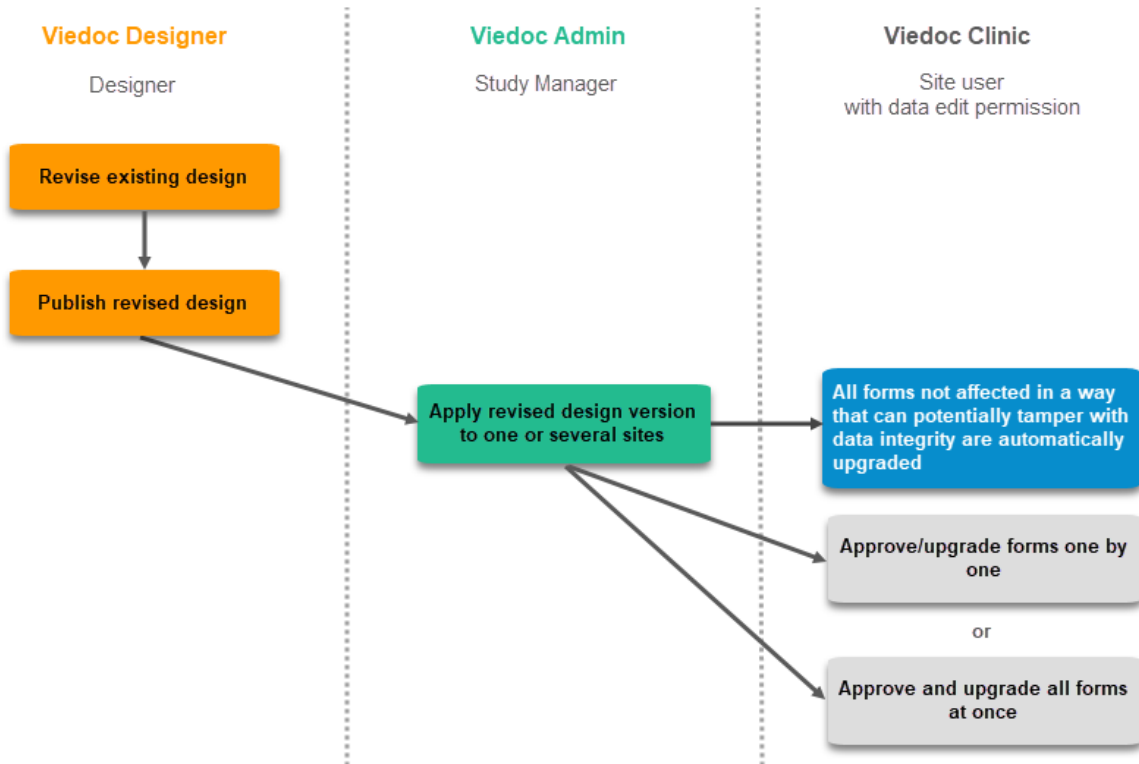 Viedoc Designer
Designer
Viedoc Admin
Study Manager
Viedoc Clinic
Site user
with data edit permission
Revise existing design
Publish revised design
Apply revised design version
to one or several sites
All forms not affected in a way
that can potentially tamper with
data integrity are automatically
upgraded
Approve/upgrade forms one by
one
or
Approve and upgrade all forms
at once